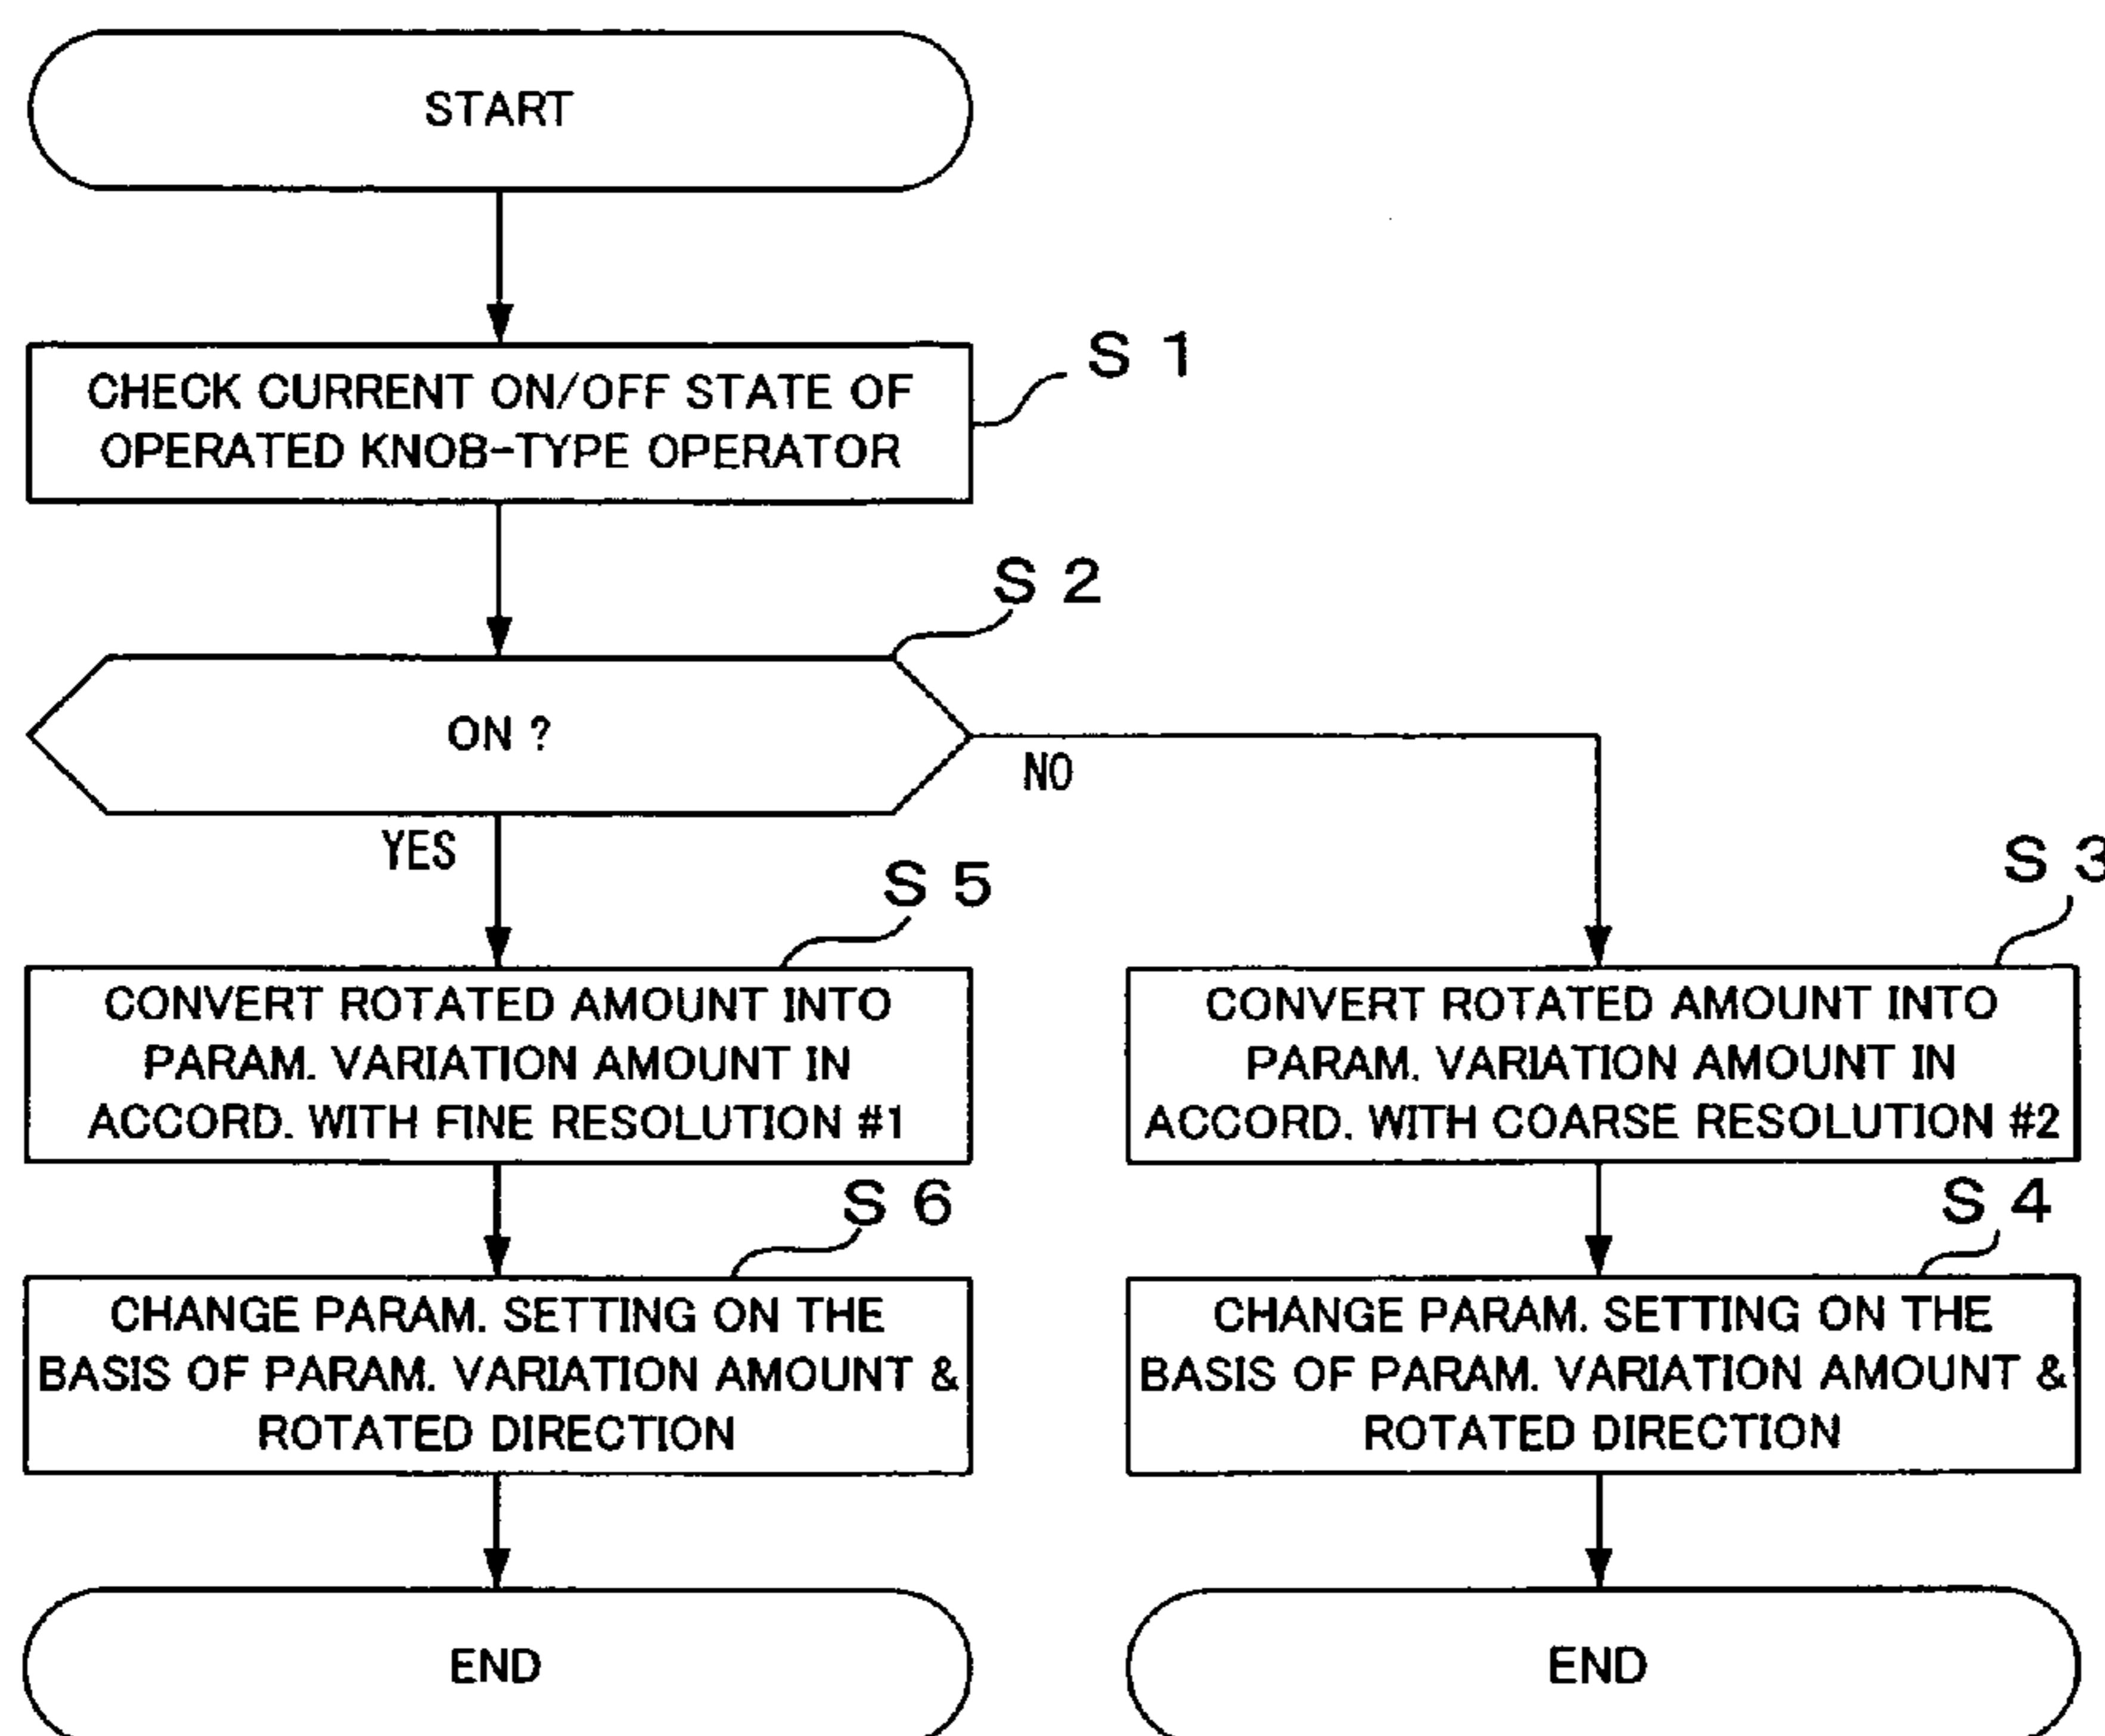 START
S 1
CHECK CURRENT ON/OFF STATE OF
OPERATED KNOB-TYPE OPERATOR
S 2
ON ?
NO
YES
S 5
CONVERT ROTATED AMOUNT INTO
PARAM. VARIATION AMOUNT IN
ACCORD. WITH FINE RESOLUTION #1
S 3
CONVERT ROTATED AMOUNT INTO
PARAM. VARIATION AMOUNT IN
ACCORD. WITH COARSE RESOLUTION #2
S 6
CHANGE PARAM. SETTING ON THE
BASIS OF PARAM. VARIATION AMOUNT &
ROTATED DIRECTION
S 4
CHANGE PARAM. SETTING ON THE
BASIS OF PARAM. VARIATION AMOUNT &
ROTATED DIRECTION
END
END